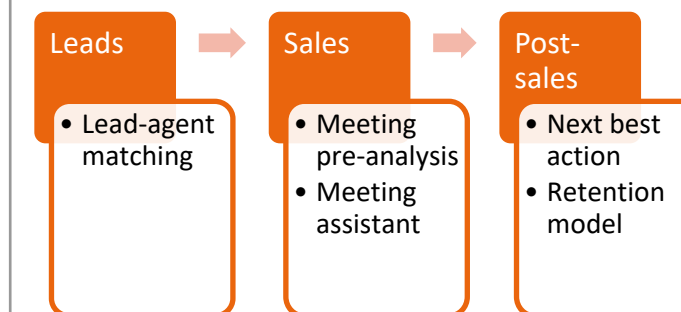 Leads
• Lead-agent
matching
Sales
• Meeting
pre-analysis
• Meeting
assistant
Post-
sales
• Next best
action
• Retention
model